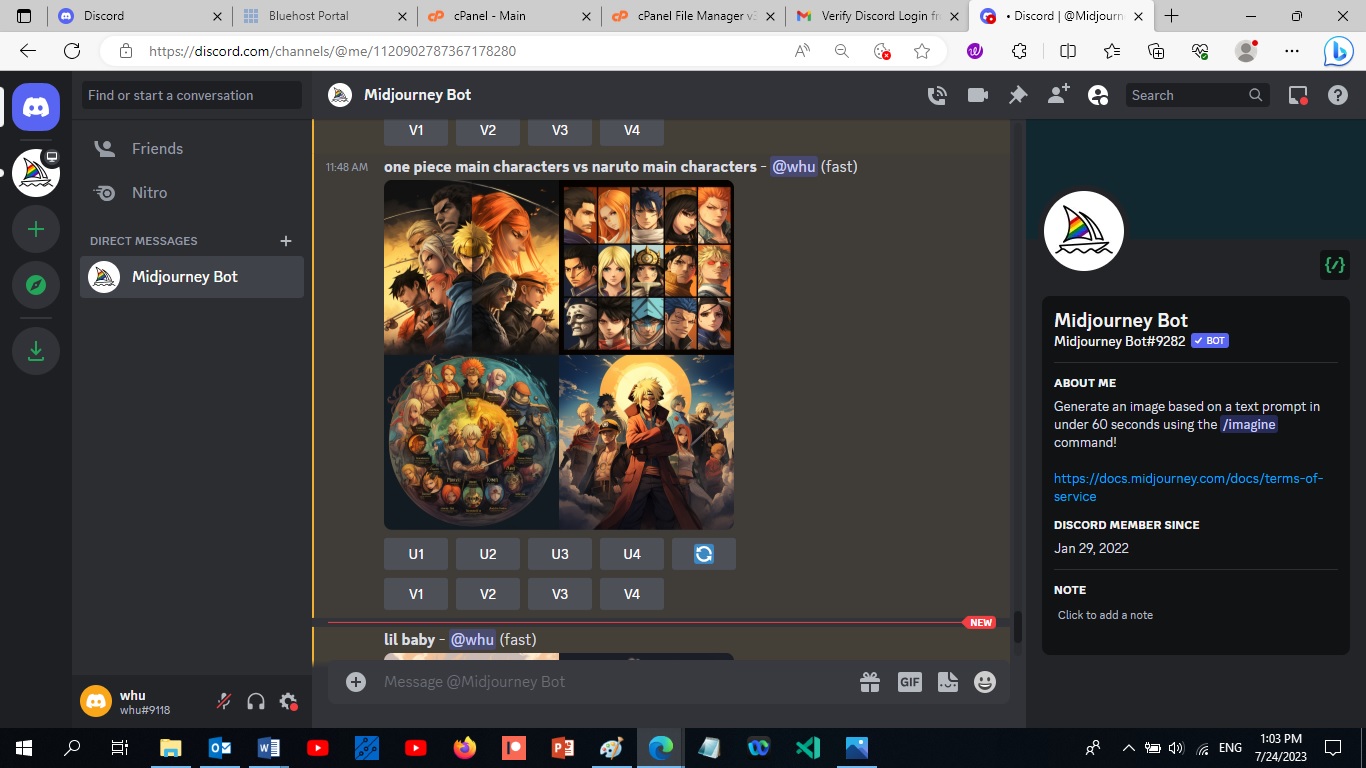 Discord
Bluehost Portal
cPanel - Main
cPanel File Manager v
Verify Discord Login fr
• Discord | @Midjourn
https://discord.com/channels/@me/1120902787367178280
Find or start a conversation
Midjourney Bot
Search
Friends
Nitro
DIRECT MESSAGES
Midjourney Bot
V1 V2 V3 V4
11:48 AM one piece main characters vs naruto main characters - @whu (fast)
U1 U2 U3 U4
V1 V2 V3 V4
NEW
lil baby - @whu (fast)
Message @Midjourney Bot
GIF
Midjourney Bot
Midjourney Bot#9282 ✓ BOT
ABOUT ME
Generate an image based on a text prompt in
under 60 seconds using the /imagine
command!
https://docs.midjourney.com/docs/terms-of-
service
DISCORD MEMBER SINCE
Jan 29, 2022
NOTE
Click to add a note
whu
whu#9118
ENG
1:03 PM
7/24/2023